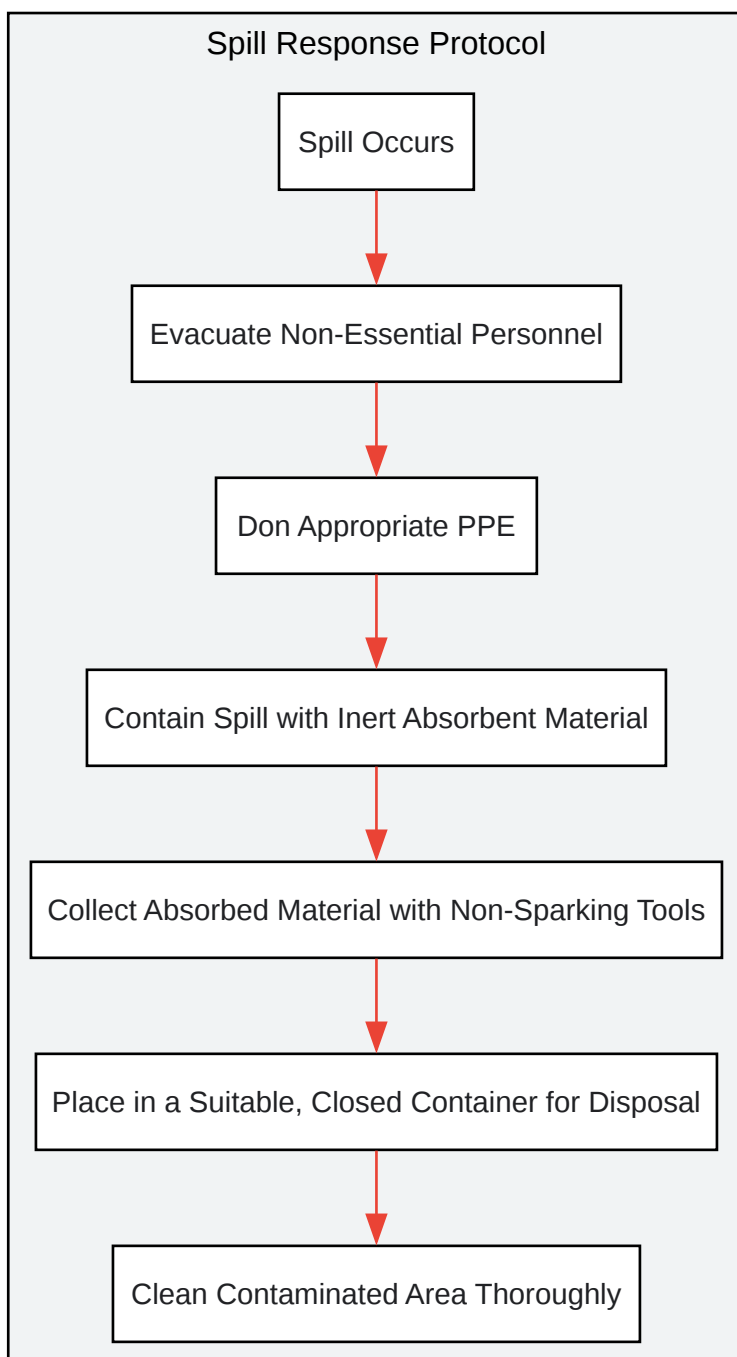 Spill Response Protocol
Spill Occurs
Evacuate Non-Essential Personnel
Don Appropriate PPE
Contain Spill with Inert Absorbent Material
Collect Absorbed Material with Non-Sparking Tools
Place in a Suitable, Closed Container for Disposal
Clean Contaminated Area Thoroughly